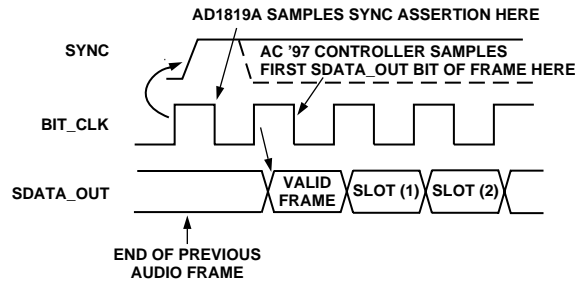 AD1819A SAMPLES SYNC ASSERTION HERE
SYNC
AC '97 CONTROLLER SAMPLES
FIRST SDATA_OUT BIT OF FRAME HERE
BIT_CLK
SDATA_OUT
VALID
FRAME
SLOT (1)
SLOT (2)
END OF PREVIOUS
AUDIO FRAME